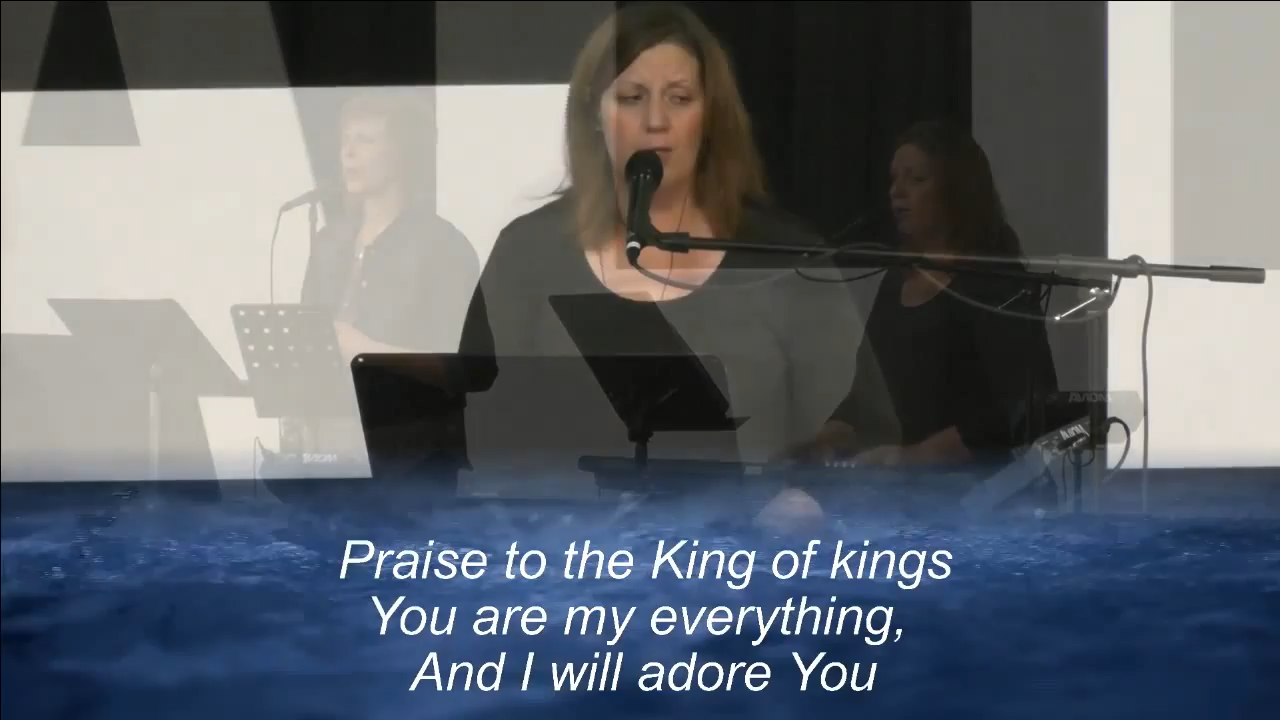 Praise to the King of kings
You are my everything,
And I will adore You